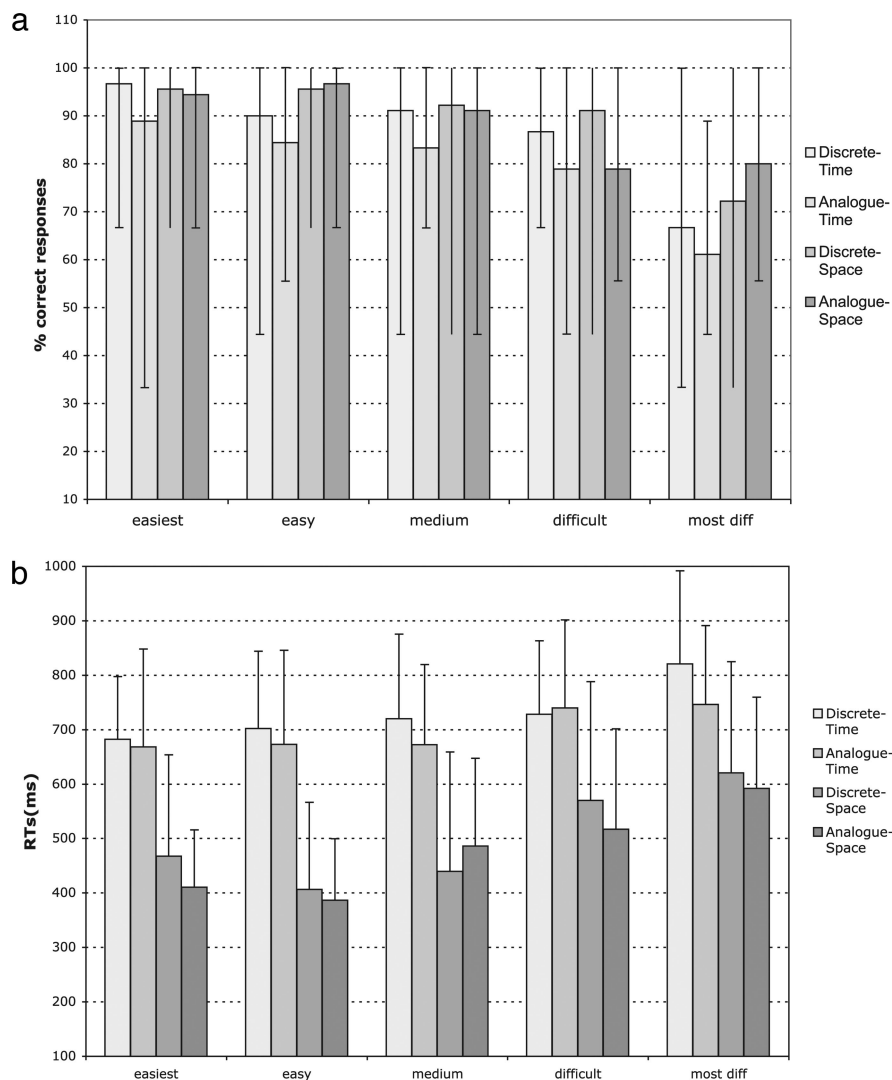 a
110
100
90
80
70
60
50
40
30
20
10
% correct responses
easiest easy medium difficult most diff
Discrete-
Time
Analogue-
Time
Discrete-
Space
Analogue-
Space
b
1000
900
800
700
600
500
400
300
200
100
RTs(ms)
easiest easy medium difficult most diff
Discrete-
Time
Analogue-
Time
Discrete-
Space
Analogue-
Space